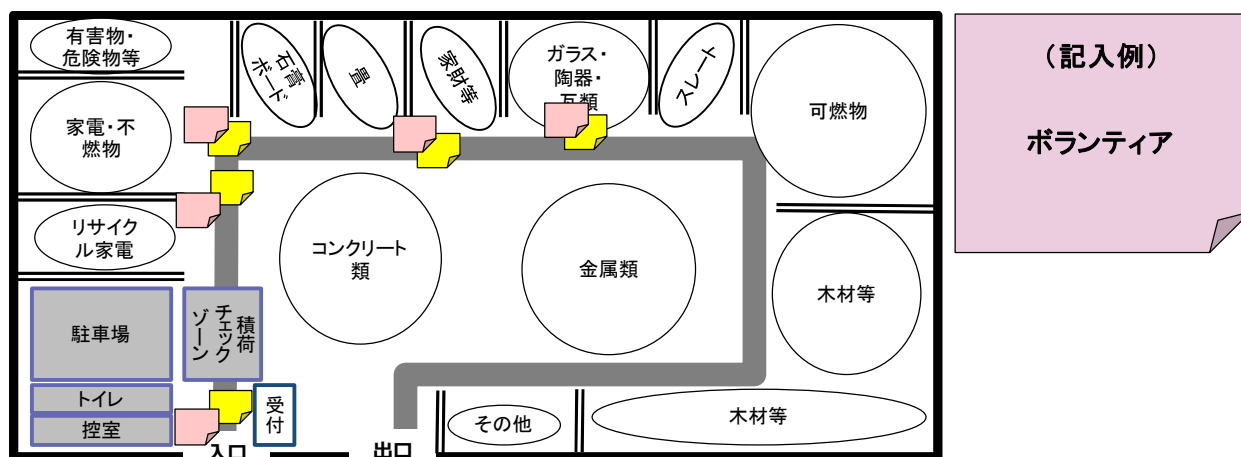 有害物・
危険物等
石膏
ボード
畳
家財等
ガラス・
陶器・
瓦類
スレート
可燃物
家電・不
燃物
リサイク
ル家電
コンクリート
類
金属類
木材等
駐車場
積荷
チェック
ゾーン
トイレ
控室
受付
入口
出口
その他
木材等
（記入例）
ボランティア